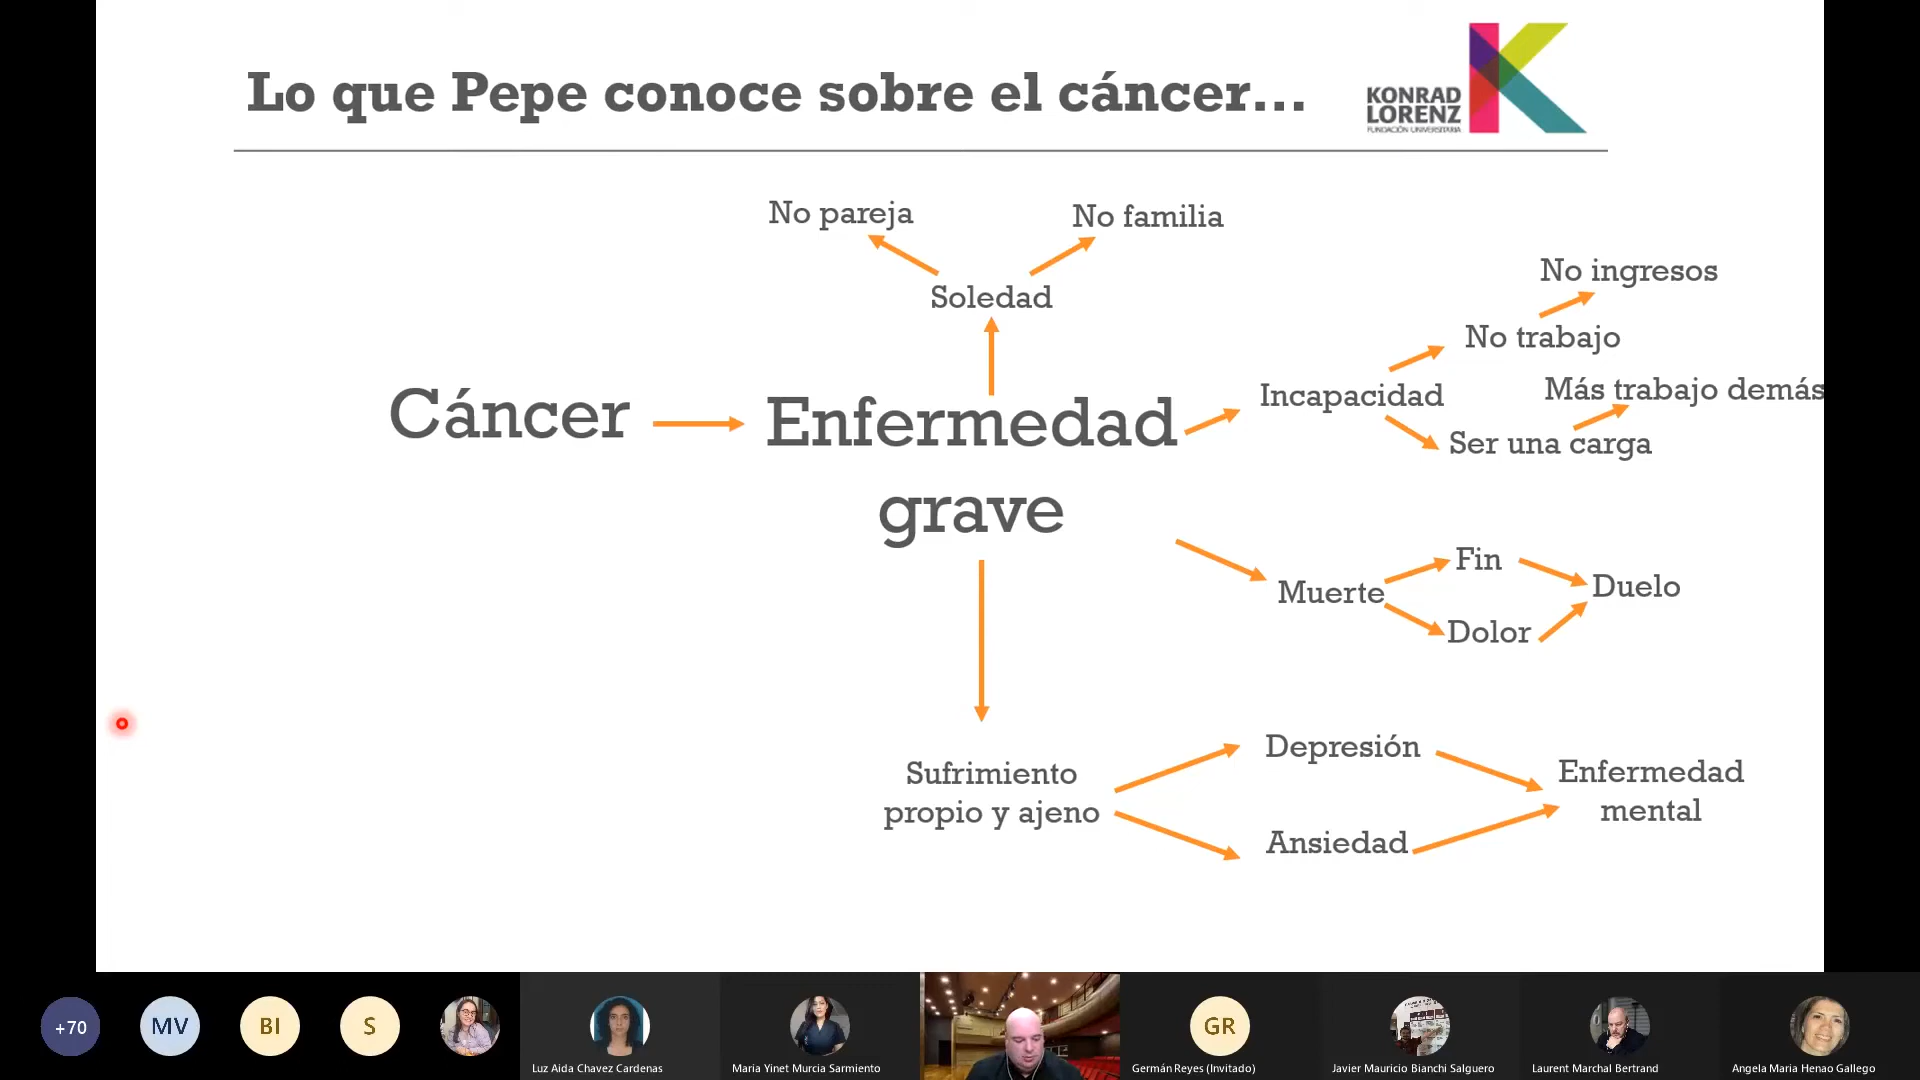 Lo que Pepe conoce sobre el cáncer...
KONRAD
LORENZ
FUNDACIÓN UNIVERSITARIA
No pareja
No familia
Soledad
No ingresos
No trabajo
Incapacidad
Más trabajo demás
Ser una carga
Cáncer
Enfermedad
grave
Fin
Muerte
Duelo
Dolor
Sufrimiento
propio y ajeno
Depresión
Ansiedad
Enfermedad
mental
+70
MV
BI
S
GR
Luz Aida Chavez Cardenas
Maria Yinet Murcia Sarmiento
Germán Reyes (Invitado)
Javier Mauricio Bianchi Salguero
Laurent Marchal Bertrand
Angela Maria Henao Gallego